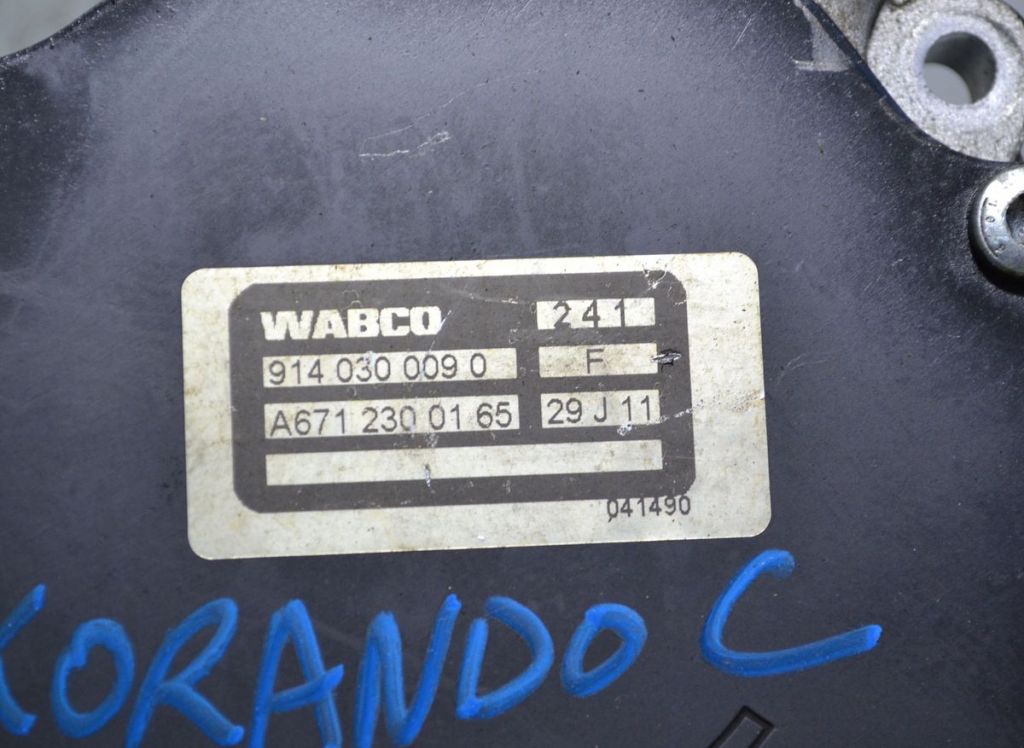 WABCO 241
914 030 009 0 F
A671 230 01 65 29 J 11
041490
KORANDO C